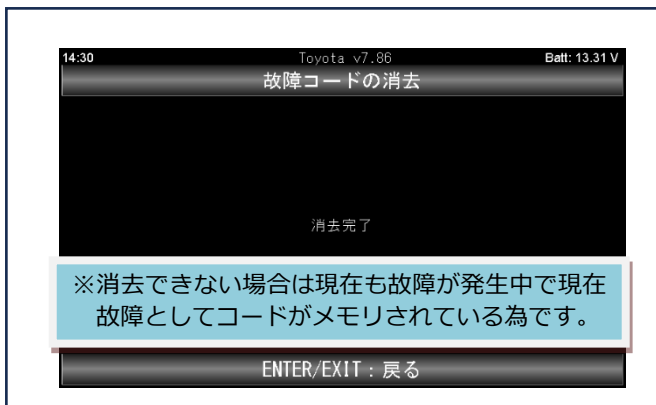 14:30 Toyota v7.86 Batt: 13.31 V
故障コードの消去
消去完了
※消去できない場合は現在も故障が発生中で現在
故障としてコードがメモリされている為です。
ENTER/EXIT：戻る